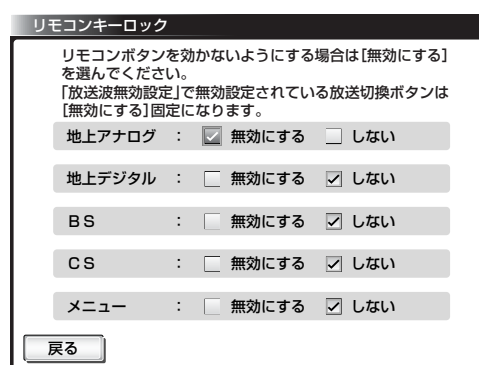 リモコンキーロック
リモコンボタンを効かないようにする場合は[無効にする]
を選んでください。
「放送波無効設定」で無効設定されている放送切換ボタンは
[無効にする]固定になります。
地上アナログ : 無効にする しない
地上デジタル : 無効にする しない
BS : 無効にする しない
CS : 無効にする しない
メニュー : 無効にする しない
戻る